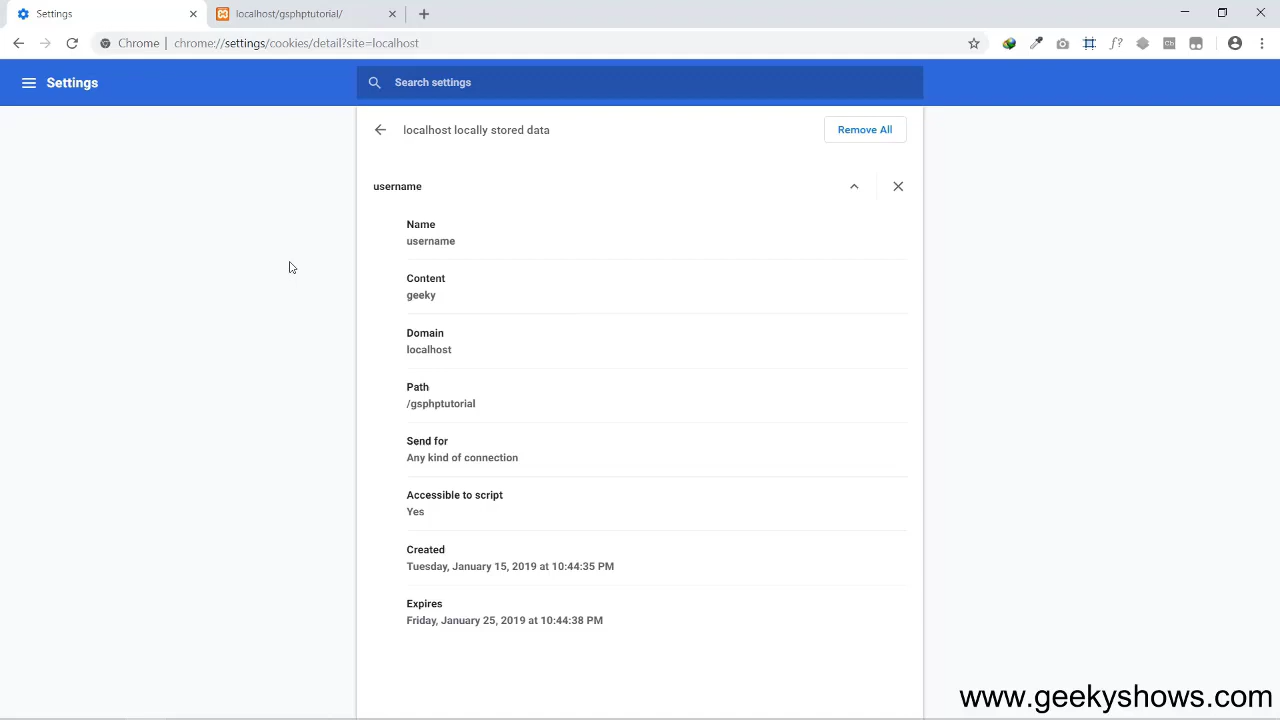 Settings
localhost/gsphptutorial/
Chrome | chrome://settings/cookies/detail?site=localhost
f?
Cb
Settings
Search settings
localhost locally stored data
Remove All
username
Name
username
Content
geeky
Domain
localhost
Path
/gsphptutorial
Send for
Any kind of connection
Accessible to script
Yes
Created
Tuesday, January 15, 2019 at 10:44:35 PM
Expires
Friday, January 25, 2019 at 10:44:38 PM
www.geekyshows.com